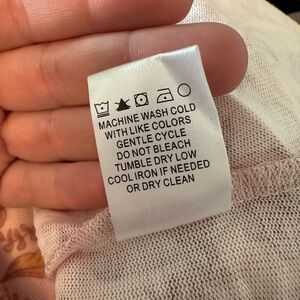 MACHINE WASH COLD
WITH LIKE COLORS
GENTLE CYCLE
DO NOT BLEACH
TUMBLE DRY LOW
COOL IRON IF NEEDED
OR DRY CLEAN